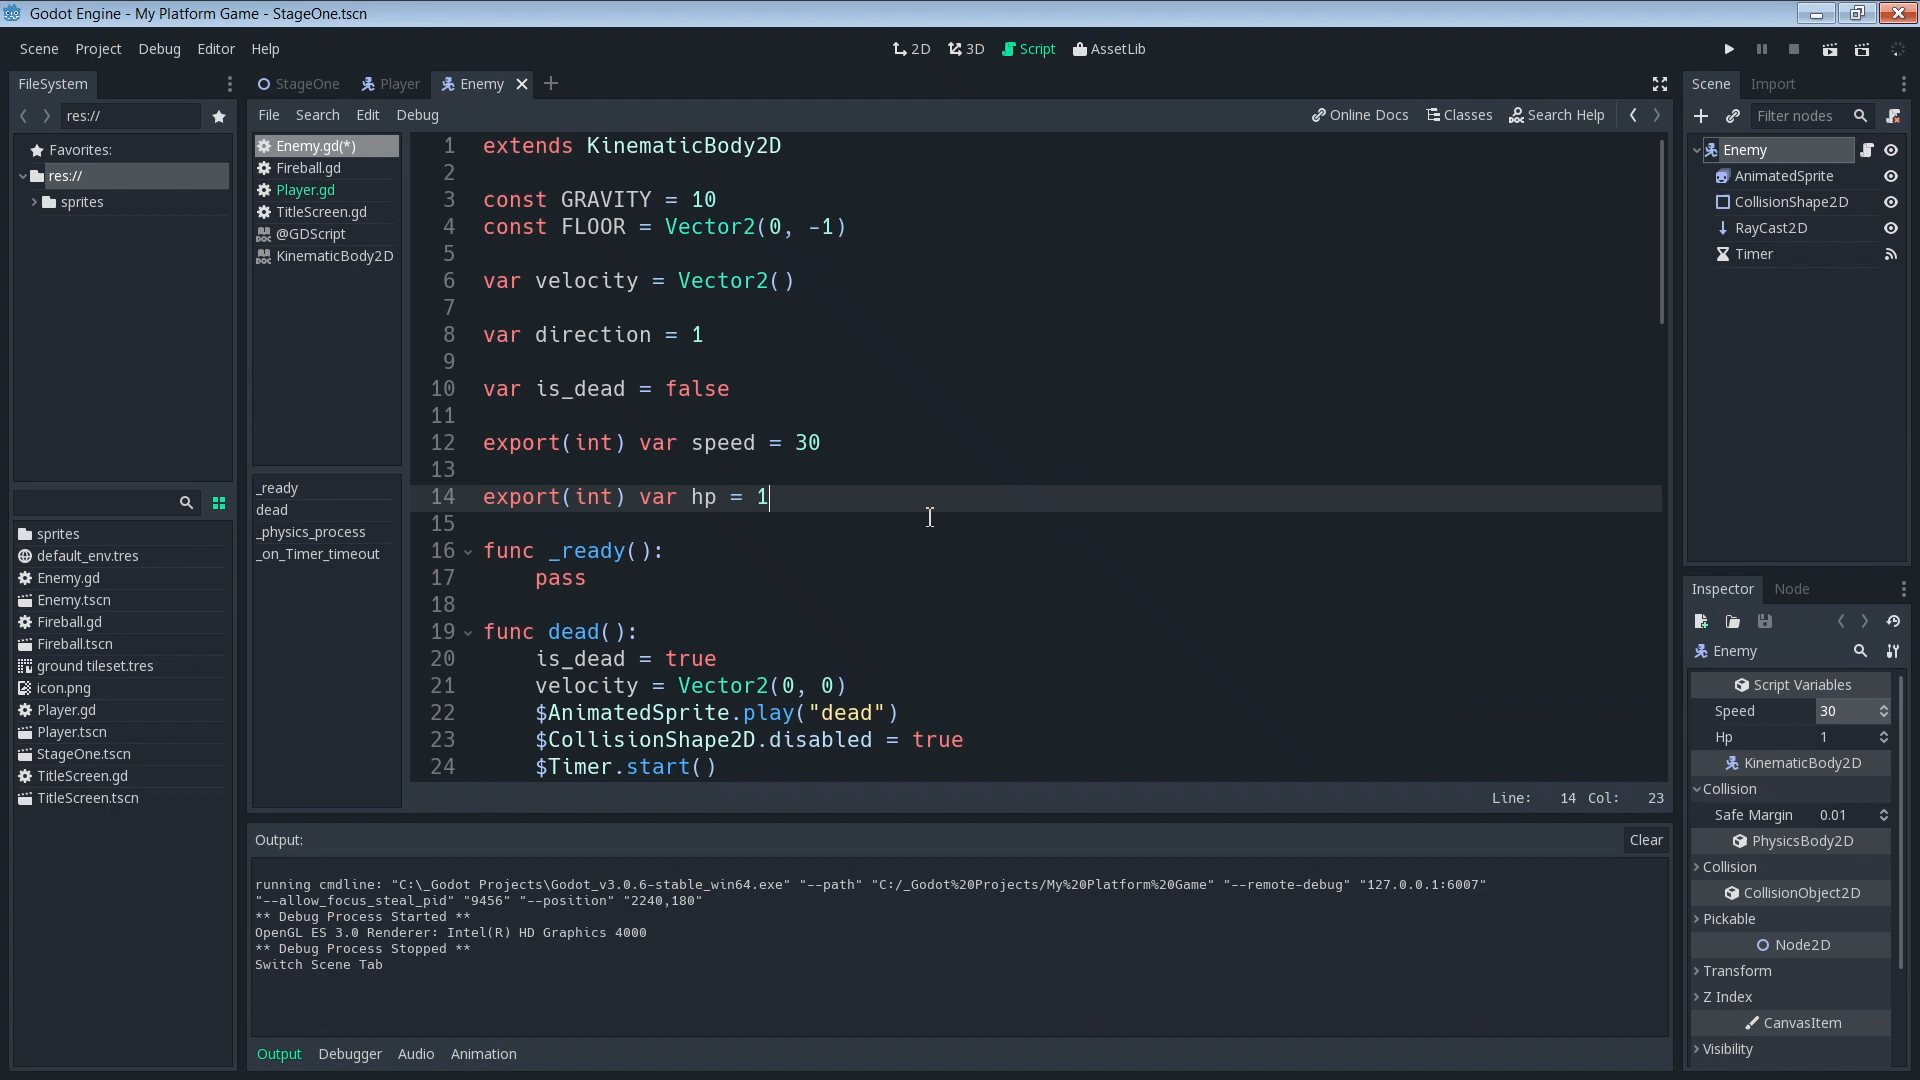 Godot Engine - My Platform Game - StageOne.tscn
Scene Project Debug Editor Help
2D 3D Script AssetLib
FileSystem
res://
Favorites:
res://
sprites
sprites
default_env.tres
Enemy.gd
Enemy.tscn
Fireball.gd
Fireball.tscn
ground tileset.tres
icon.png
Player.gd
Player.tscn
StageOne.tscn
TitleScreen.gd
TitleScreen.tscn
StageOne Player Enemy
File Search Edit Debug
Online Docs Classes Search Help
Enemy.gd(*)
Fireball.gd
Player.gd
TitleScreen.gd
@GDScript
KinematicBody2D
_ready
dead
_physics_process
_on_Timer_timeout
1 extends KinematicBody2D
2
3 const GRAVITY = 10
4 const FLOOR = Vector2(0, -1)
5
6 var velocity = Vector2()
7
8 var direction = 1
9
10 var is_dead = false
11
12 export(int) var speed = 30
13
14 export(int) var hp = 1
15
16 func _ready():
17 pass
18
19 func dead():
20 is_dead = true
21 velocity = Vector2(0, 0)
22 $AnimatedSprite.play("dead")
23 $CollisionShape2D.disabled = true
24 $Timer.start()
Line: 14 Col: 23
Output: Clear
running cmdline: "C:\_Godot Projects\Godot_v3.0.6-stable_win64.exe" "--path" "C:/_Godot%20Projects/My%20Platform%20Game" "--remote-debug" "127.0.0.1:6007"
"--allow_focus_steal_pid" "9456" "--position" "2240,180"
** Debug Process Started **
OpenGL ES 3.0 Renderer: Intel(R) HD Graphics 4000
** Debug Process Stopped **
Switch Scene Tab
Output Debugger Audio Animation
Scene Import
Filter nodes
Enemy
AnimatedSprite
CollisionShape2D
RayCast2D
Timer
Inspector Node
Enemy
Script Variables
Speed 30
Hp 1
KinematicBody2D
Collision
Safe Margin 0.01
PhysicsBody2D
Collision
CollisionObject2D
Pickable
Node2D
Transform
Z Index
CanvasItem
Visibility